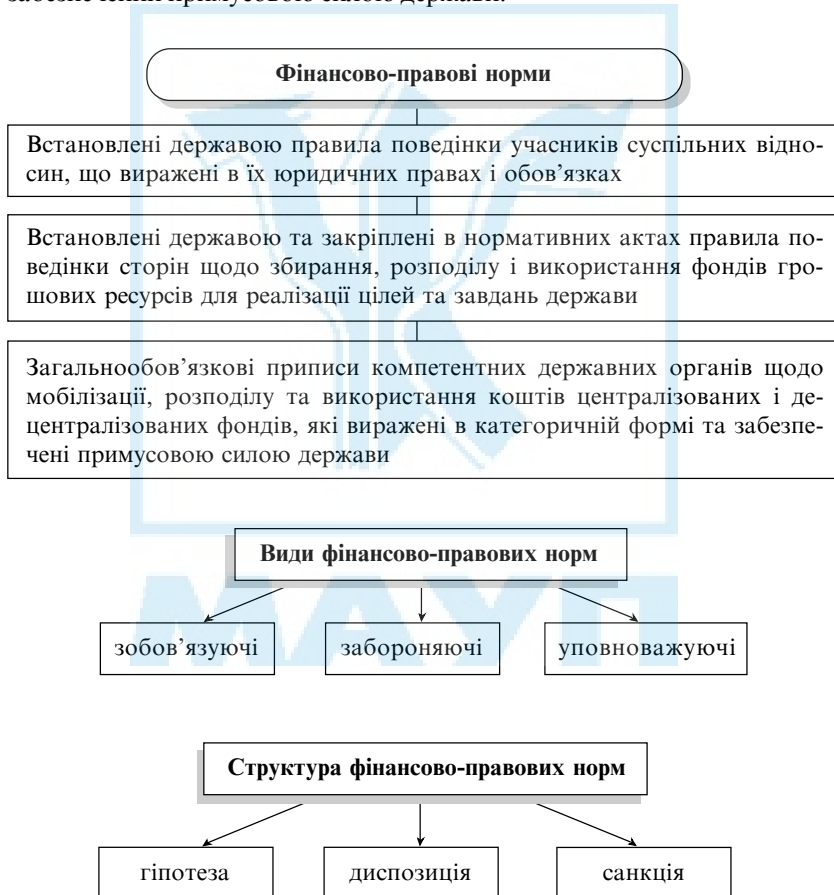 забезпечений примусовою силою держави.
Фінансово-правові норми
Встановлені державою правила поведінки учасників суспільних відно-
син, що виражені в їх юридичних правах і обов’язках
Встановлені державою та закріплені в нормативних актах правила по-
ведінки сторін щодо збирання, розподілу і використання фондів гро-
шових ресурсів для реалізації цілей та завдань держави
Загальнообов’язкові приписи компетентних державних органів щодо
мобілізації, розподілу та використання коштів централізованих і де-
централізованих фондів, які виражені в категоричній формі та забезпе-
чені примусовою силою держави
Види фінансово-правових норм
МАУП
зобов’язуючі забороняючі уповноважуючі
Структура фінансово-правових норм
гіпотеза диспозиція санкція